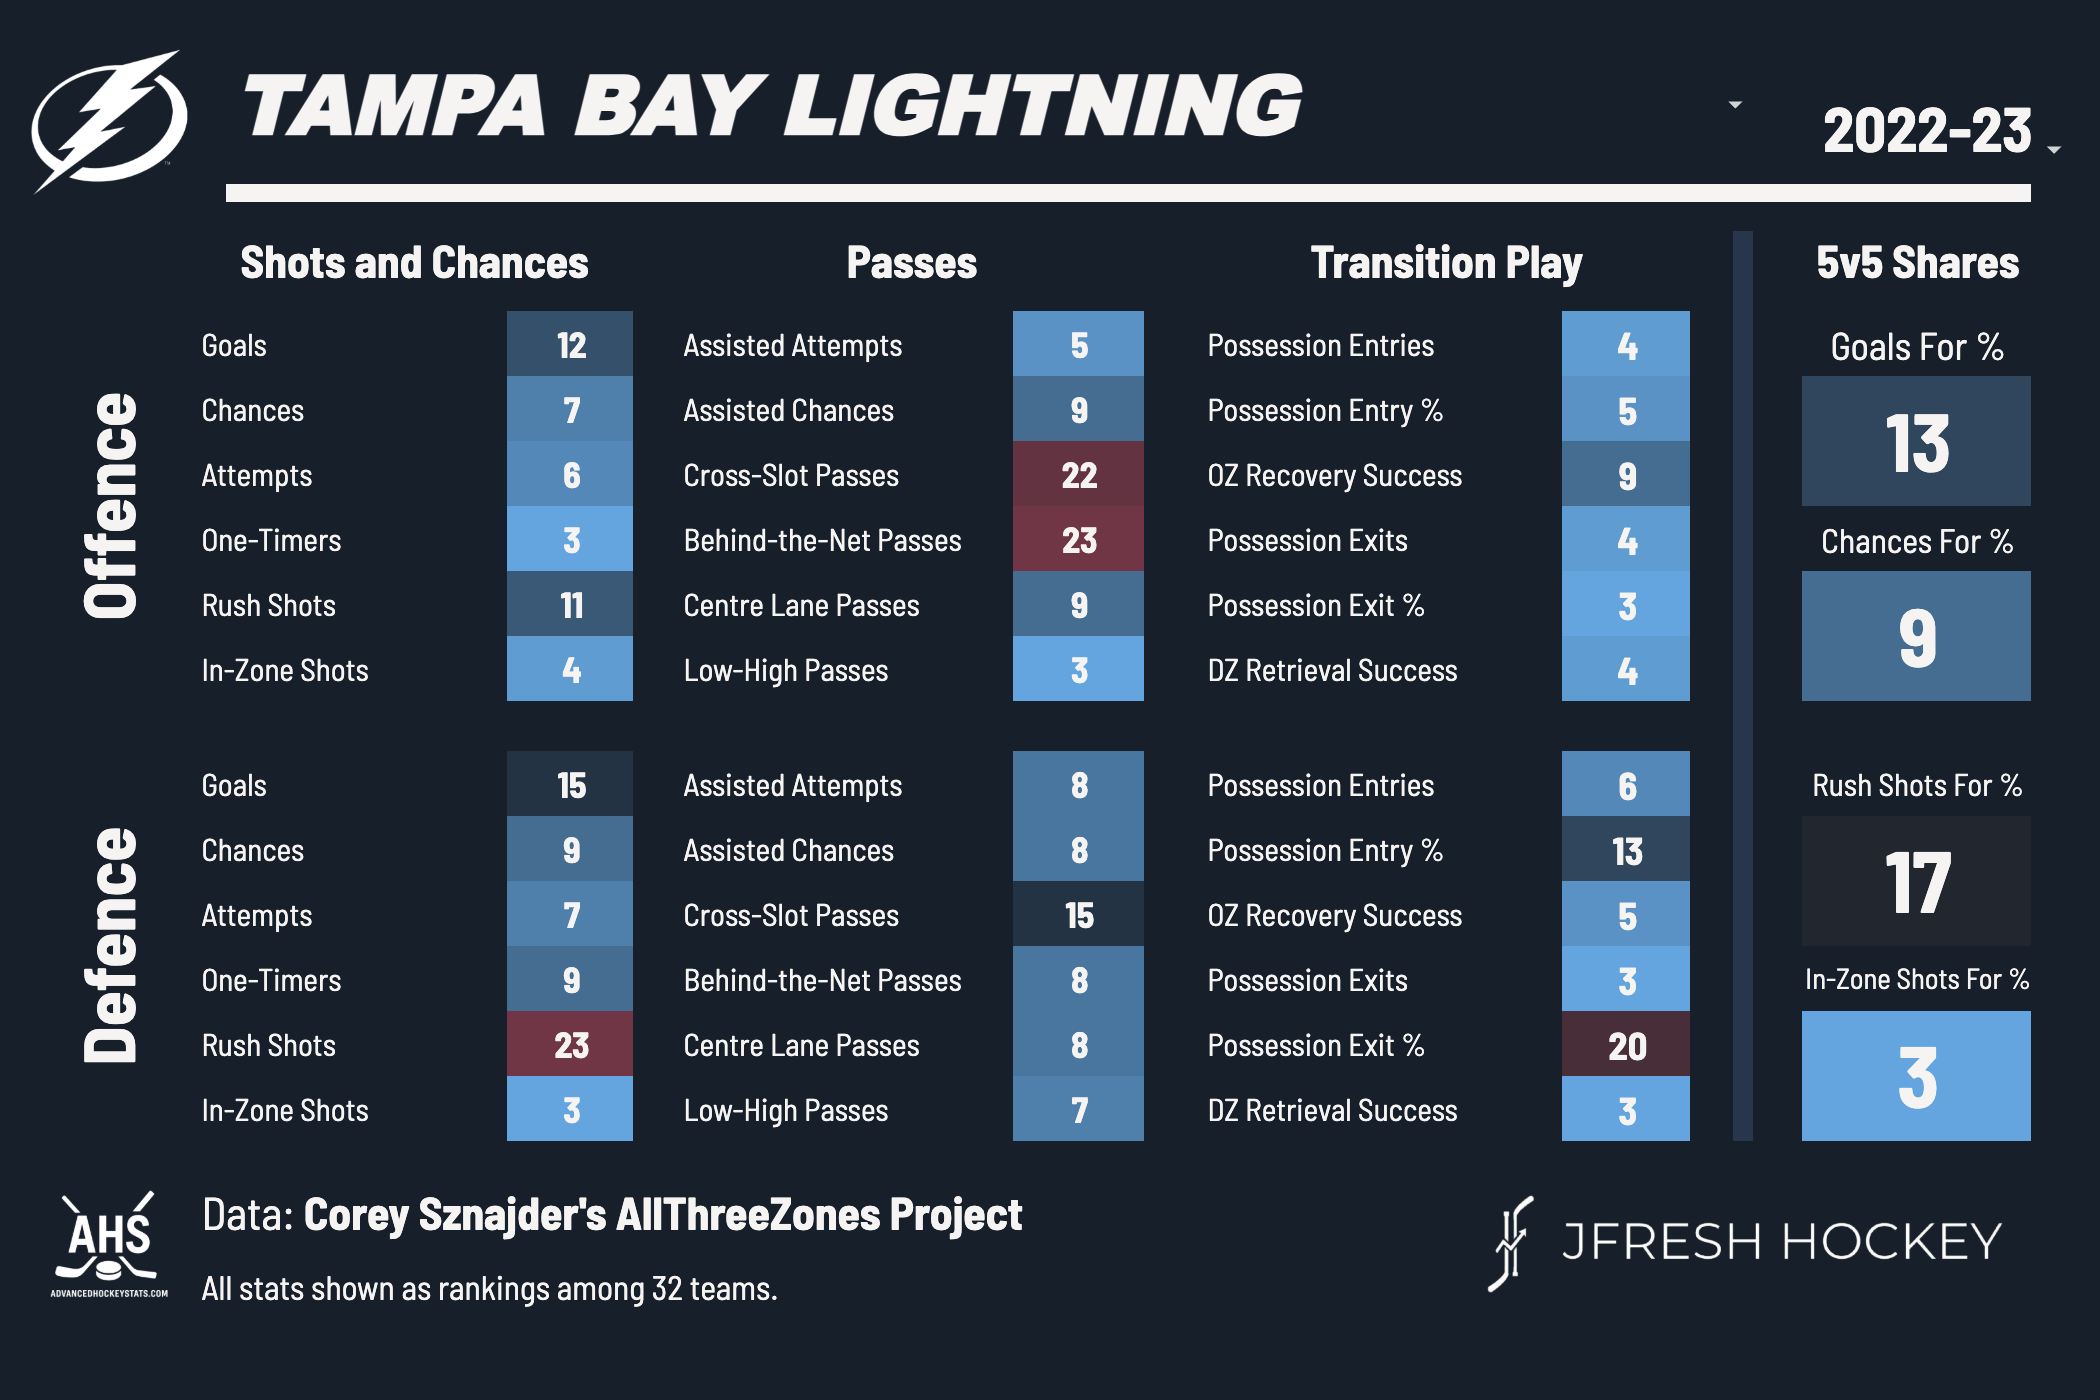 TAMPA BAY LIGHTNING
2022-23
Shots and Chances
Passes
Transition Play
5v5 Shares
Offence
Goals 12
Chances 7
Attempts 6
One-Timers 3
Rush Shots 11
In-Zone Shots 4
Assisted Attempts 5
Assisted Chances 9
Cross-Slot Passes 22
Behind-the-Net Passes 23
Centre Lane Passes 9
Low-High Passes 3
Possession Entries 4
Possession Entry % 5
OZ Recovery Success 9
Possession Exits 4
Possession Exit % 3
DZ Retrieval Success 4
Goals For %
13
Chances For %
9
Defence
Goals 15
Chances 9
Attempts 7
One-Timers 9
Rush Shots 23
In-Zone Shots 3
Assisted Attempts 8
Assisted Chances 8
Cross-Slot Passes 15
Behind-the-Net Passes 8
Centre Lane Passes 8
Low-High Passes 7
Possession Entries 6
Possession Entry % 13
OZ Recovery Success 5
Possession Exits 3
Possession Exit % 20
DZ Retrieval Success 3
Rush Shots For %
17
In-Zone Shots For %
3
AHS
ADVANCEDHOCKEYSTATS.COM
Data: Corey Sznajder's AllThreeZones Project
All stats shown as rankings among 32 teams.
JFRESH HOCKEY